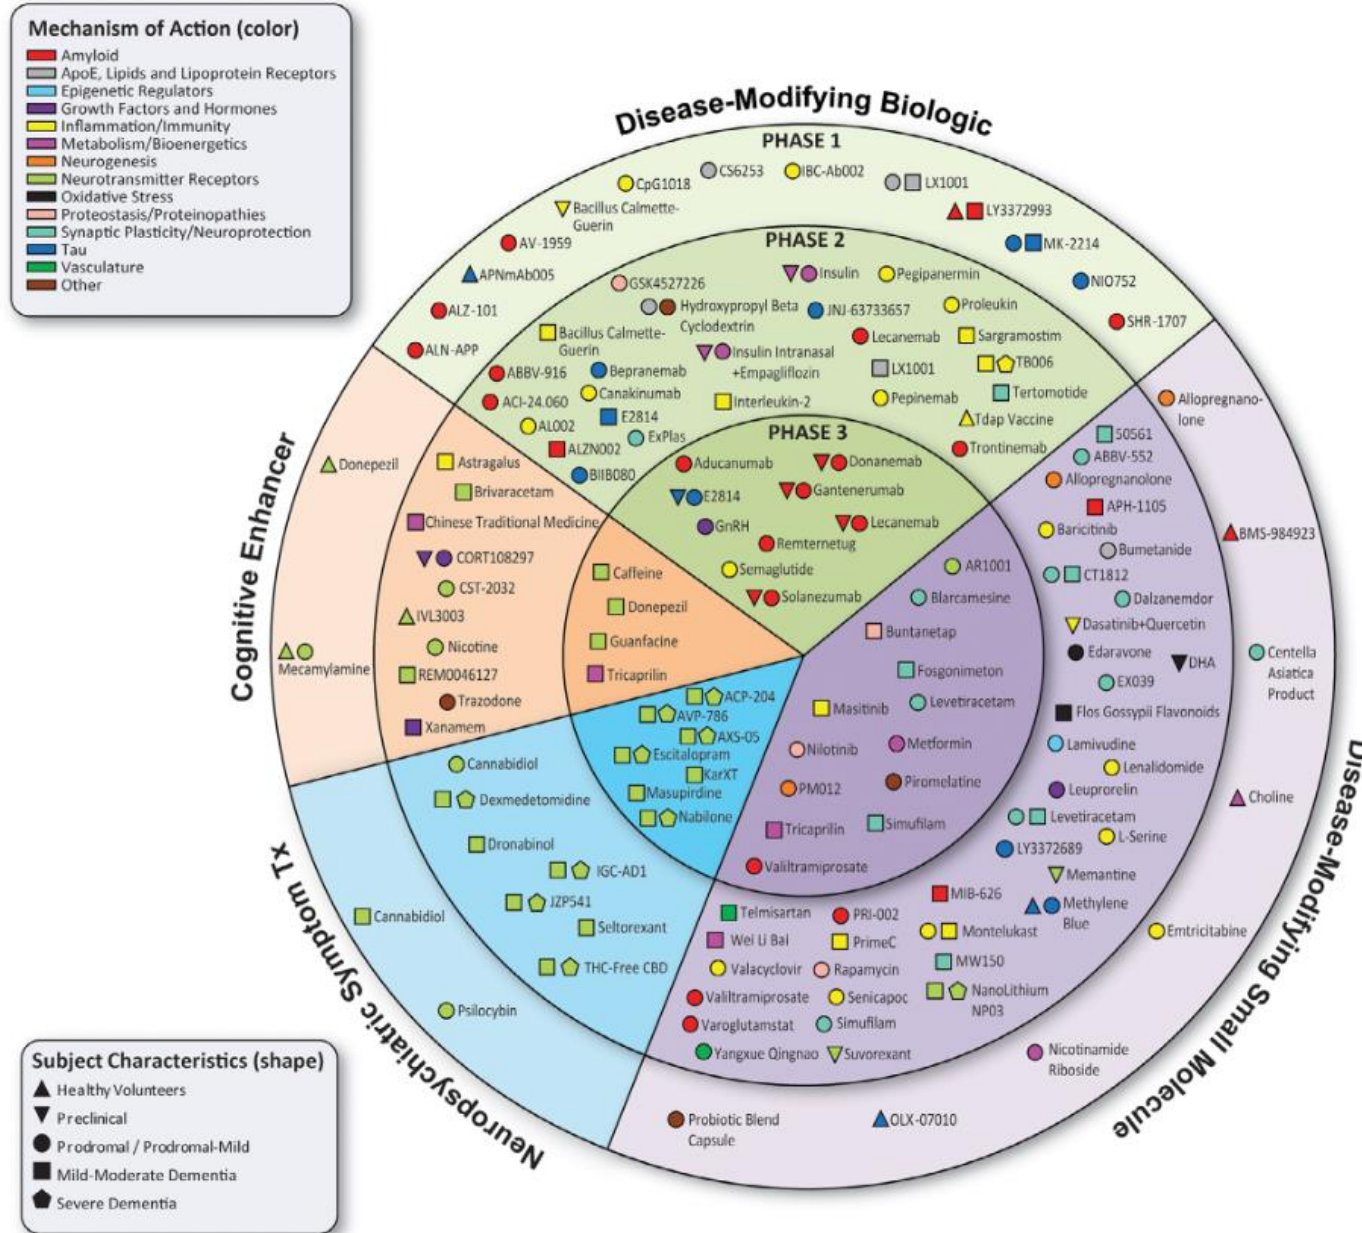 Mechanism of Action (color)
Amyloid
ApoE, Lipids and Lipoprotein Receptors
Epigenetic Regulators
Growth Factors and Hormones
Inflammation/Immunity
Metabolism/Bioenergetics
Neurogenesis
Neurotransmitter Receptors
Oxidative Stress
Proteostasis/Proteinopathies
Synaptic Plasticity/Neuroprotection
Tau
Vasculature
Other
Disease-Modifying Biologic
PHASE 1
CS6253
IBC-Ab002
CpG1018
LX1001
Bacillus Calmette-
Guerin
LY3372993
AV-1959
MK-2214
APNmAb005
NIO752
ALZ-101
SHR-1707
ALN-APP
PHASE 2
GSK4527226
Insulin
Pegipanermin
Hydroxypropyl Beta
Cyclodextrin
JNJ-63733657
Proleukin
Bacillus Calmette-
Guerin
Lecanemab
Sargramostim
Insulin Intranasal
+Empagliflozin
TB006
ABBV-916
Bepranemab
LX1001
Canakinumab
Tertomotide
ACI-24.060
Interleukin-2
Pepinemab
E2814
AL002
Tdap Vaccine
ExPlas
ALZN002
Trontinemab
BIIB080
PHASE 3
Aducanumab
Donanemab
E2814
Gantenerumab
GnRH
Lecanemab
Remternetug
Semaglutide
Solanezumab
Cognitive Enhancer
Donepezil
Mecamylamine
Astragalus
Brivaracetam
Chinese Traditional Medicine
CORT108297
CST-2032
IVL3003
Nicotine
REM0046127
Trazodone
Xanamem
Caffeine
Donepezil
Guanfacine
Tricaprilin
Neuropsychiatric Symptom Tx
ACP-204
AVP-786
AXS-05
Escitalopram
KarXT
Masupirdine
Nabilone
Cannabidiol
Dexmedetomidine
Dronabinol
IGC-AD1
JZP541
Seltorexant
THC-Free CBD
Cannabidiol
Psilocybin
Disease-Modifying Small Molecule
AR1001
Blarcamesine
Buntanetap
Fosgonimeton
Levetiracetam
Masitinib
Metformin
Nilotinib
Piromelatine
PM012
Simufilam
Tricaprilin
Valiltramiprosate
50561
ABBV-552
Allopregnanolone
APH-1105
Baricitinib
Bumetanide
CT1812
Dalzanemdor
Dasatinib+Quercetin
Edaravone
DHA
EX039
Flos Gossypii Flavonoids
Lamivudine
Lenalidomide
Leuprorelin
Levetiracetam
L-Serine
LY3372689
Memantine
MIB-626
Methylene
Blue
Montelukast
MW150
NanoLithium
NP03
Telmisartan
PRI-002
Wei Li Bai
PrimeC
Valacyclovir
Rapamycin
Valiltramiprosate
Senicapoc
Varoglutamstat
Simufilam
Yangxue Qingnao
Suvorexant
Allopregnano-
lone
BMS-984923
Centella
Asiatica
Product
Choline
Emtricitabine
Nicotinamide
Riboside
OLX-07010
Probiotic Blend
Capsule
Subject Characteristics (shape)
Healthy Volunteers
Preclinical
Prodromal / Prodromal-Mild
Mild-Moderate Dementia
Severe Dementia